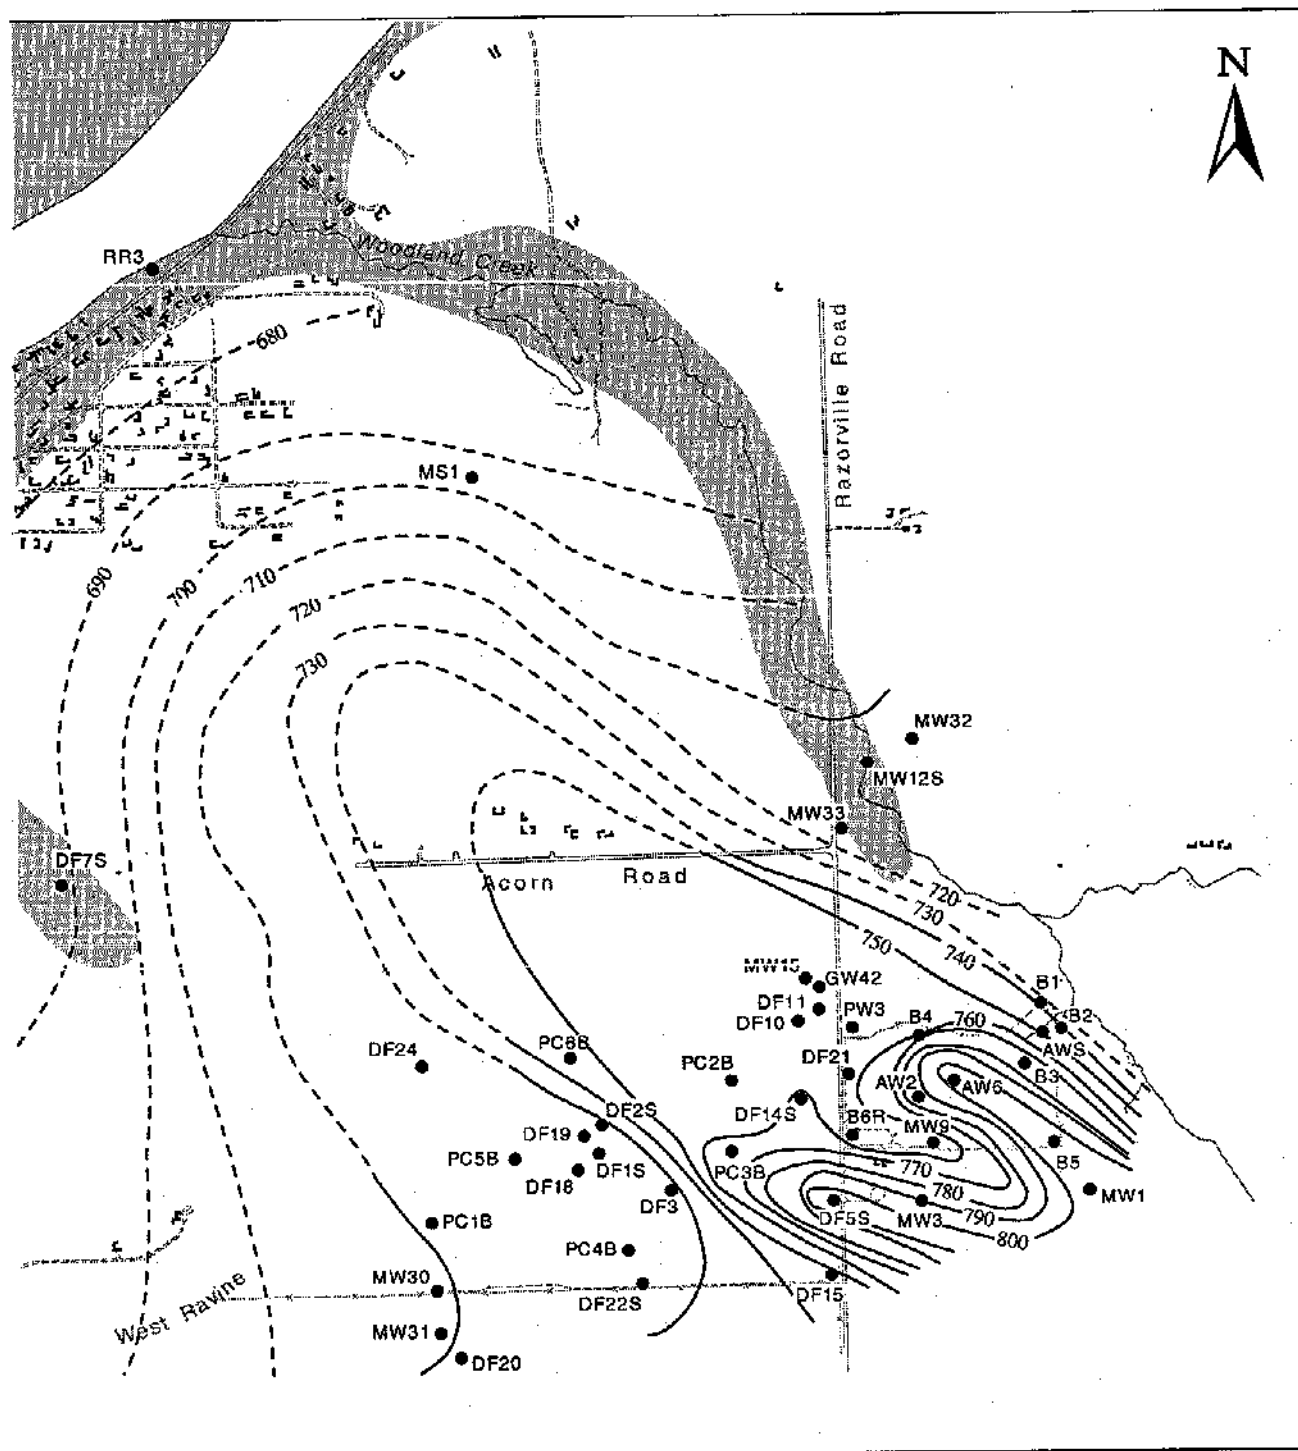 N
RR3
Woodland Creek
680
Razorville Road
MS1
690
700
710
720
730
MW32
MW12S
MW33
DF7S
Acorn Road
720
730
750
740
MW15
GW42
DF11
DF10
PW3
B4
760
B1
B2
AWS
B3
DF24
PC6B
PC2B
DF21
AW2
AW6
DF14S
DF2S
B6R
MW9
DF19
PC5B
DF18
DF1S
PC3B
770
B5
DF3
780
MW1
DF5S
MW3
790
800
PC1B
PC4B
MW30
DF22S
DF15
West Ravine
MW31
DF20